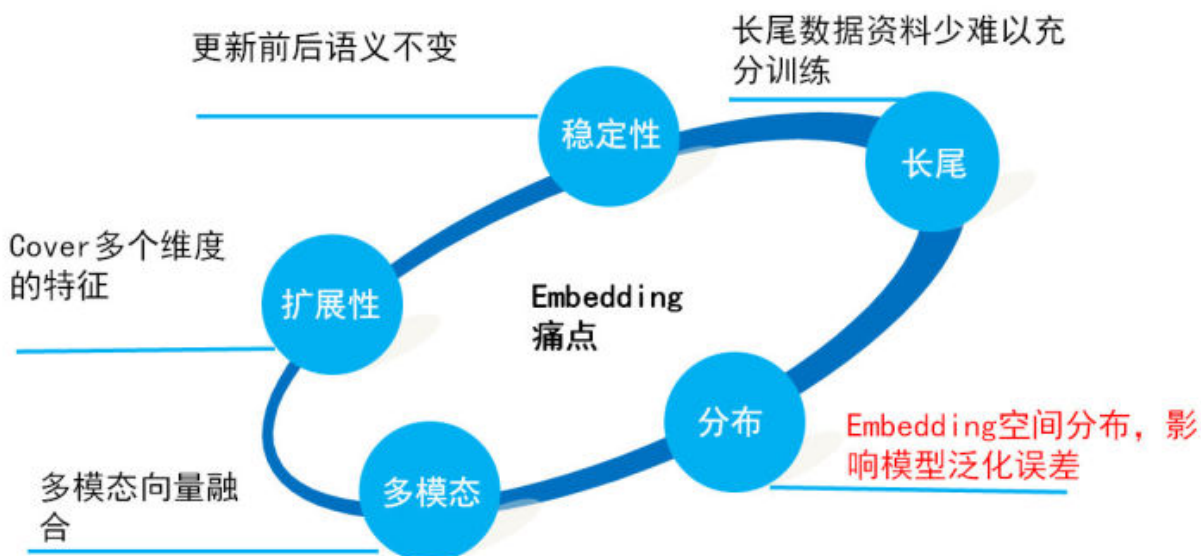 更新前后语义不变
长尾数据资料少难以充
分训练
稳定性
长尾
Cover多个维度
的特征
扩展性
Embedding
痛点
分布
Embedding空间分布，影
响模型泛化误差
多模态向量融
合
多模态